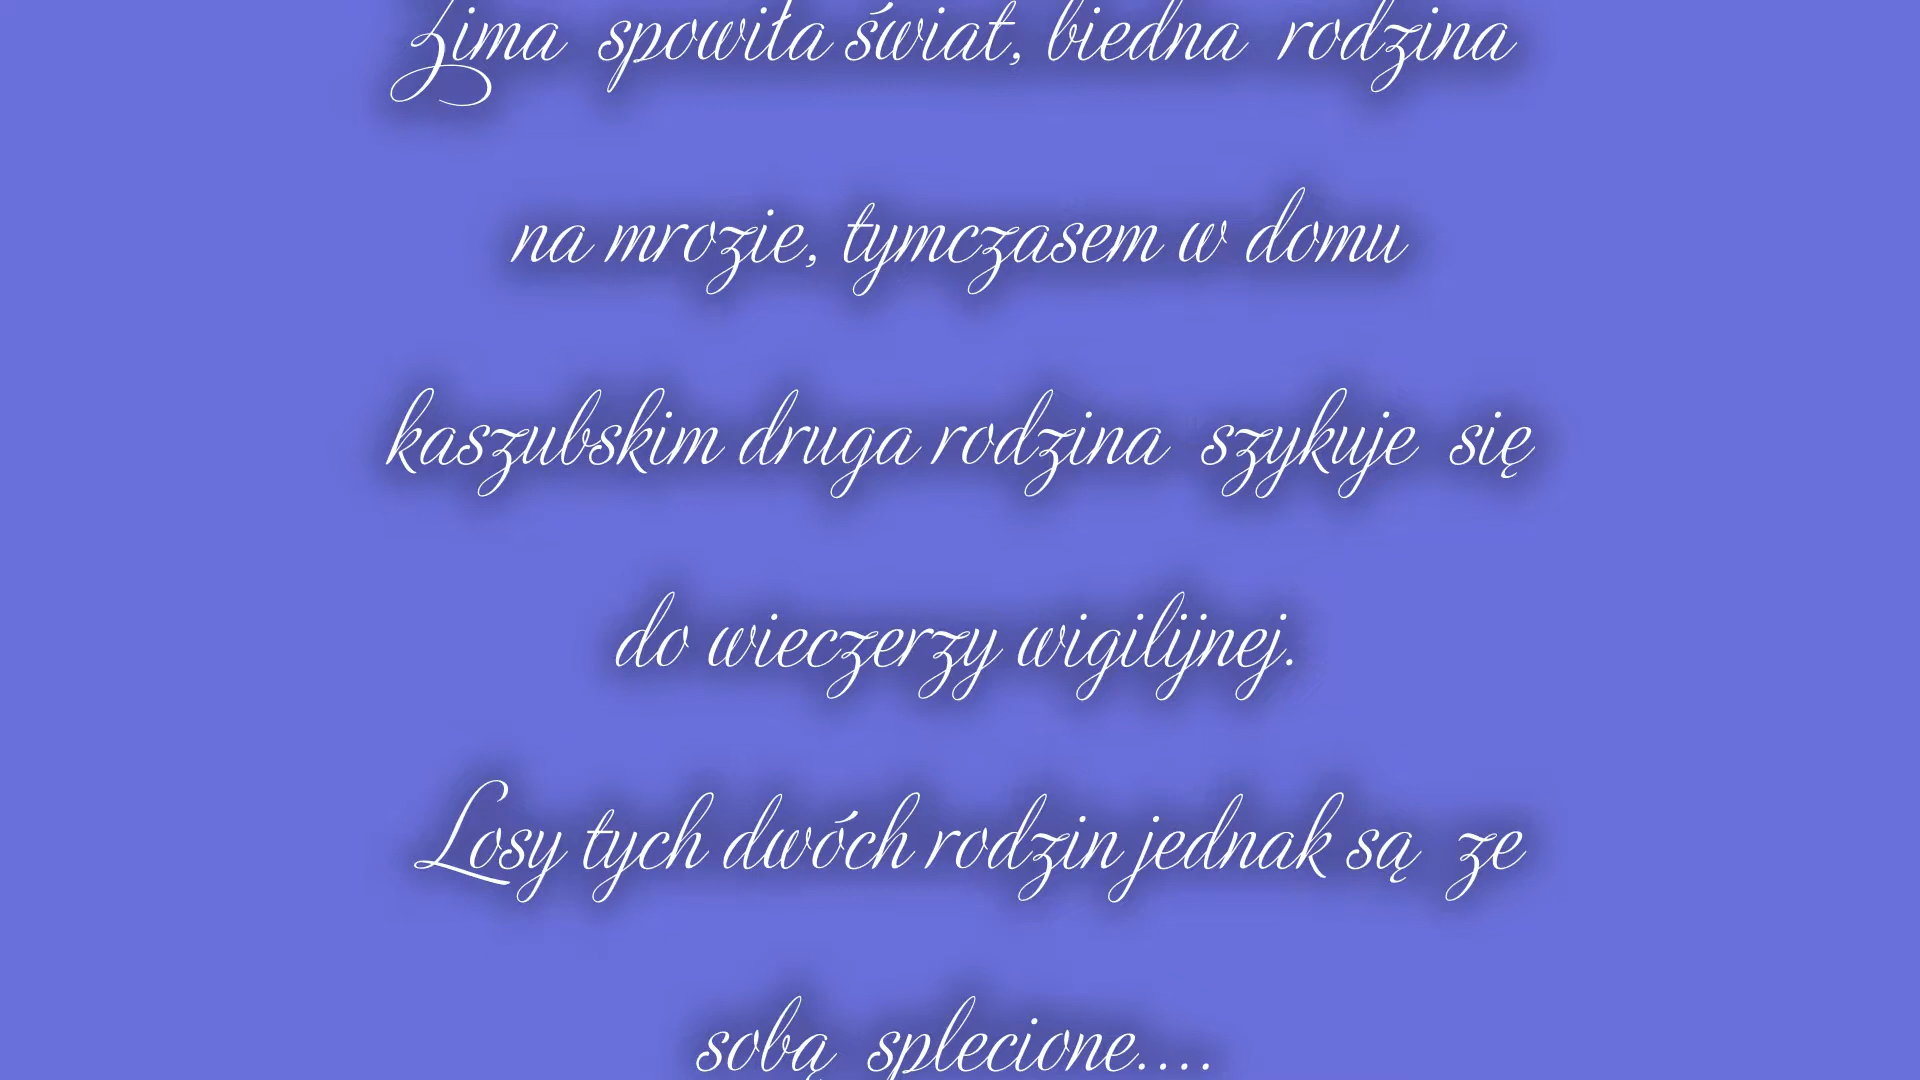 Zima spowiła świat, biedna rodzina
na mrozie, tymczasem w domu
kaszubskim druga rodzina szykuje się
do wieczerzy wigilijnej.
Losy tych dwóch rodzin jednak są ze
sobą splecione....